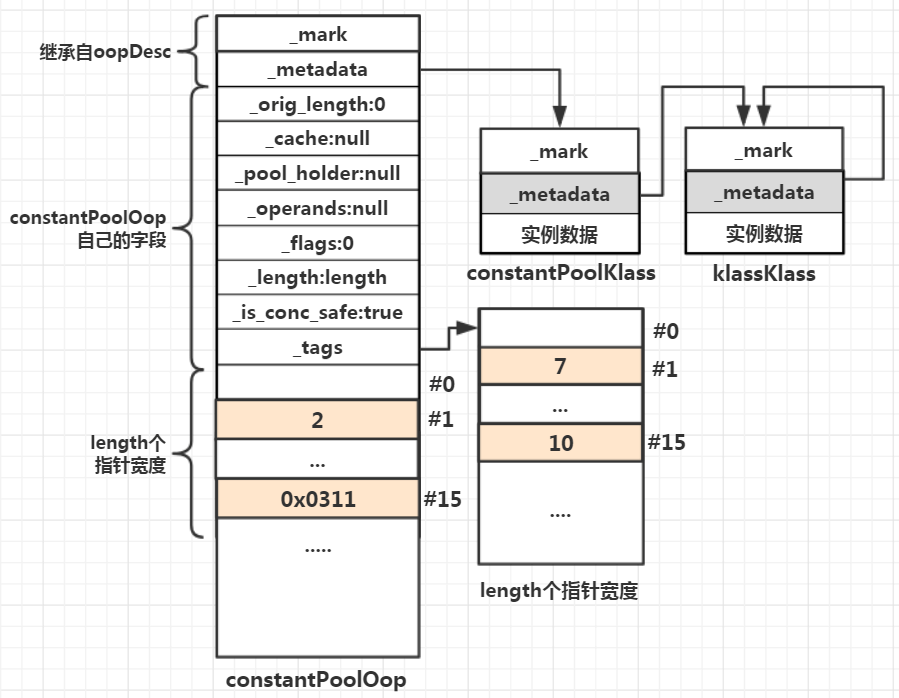 继承自oopDesc
_mark
_metadata
constantPoolOop
自己的字段
_orig_length:0
_cache:null
_pool_holder:null
_operands:null
_flags:0
_length:length
_is_conc_safe:true
_tags
length个
指针宽度
#0
2
#1
...
0x0311
#15
.....
constantPoolOop
_mark
_metadata
实例数据
constantPoolKlass
_mark
_metadata
实例数据
klassKlass
#0
7
#1
...
10
#15
....
length个指针宽度